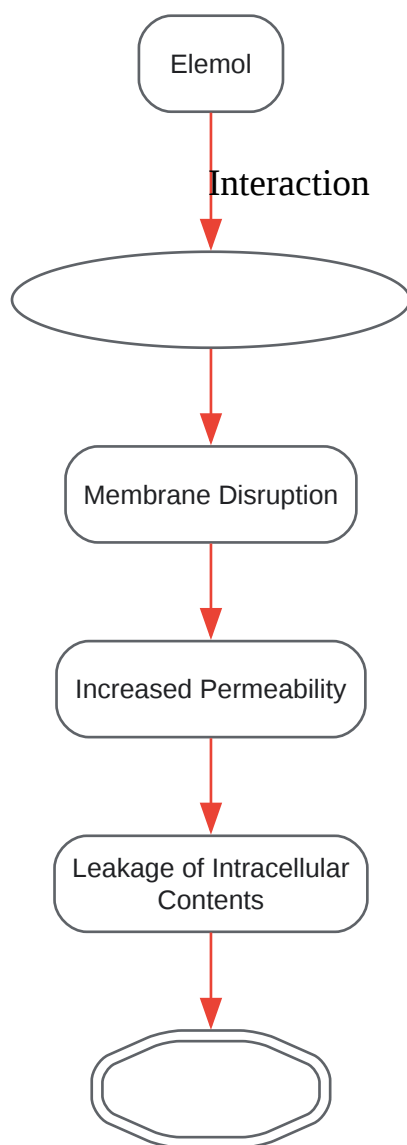 Elemol
Interaction
Membrane Disruption
Increased Permeability
Leakage of Intracellular
Contents